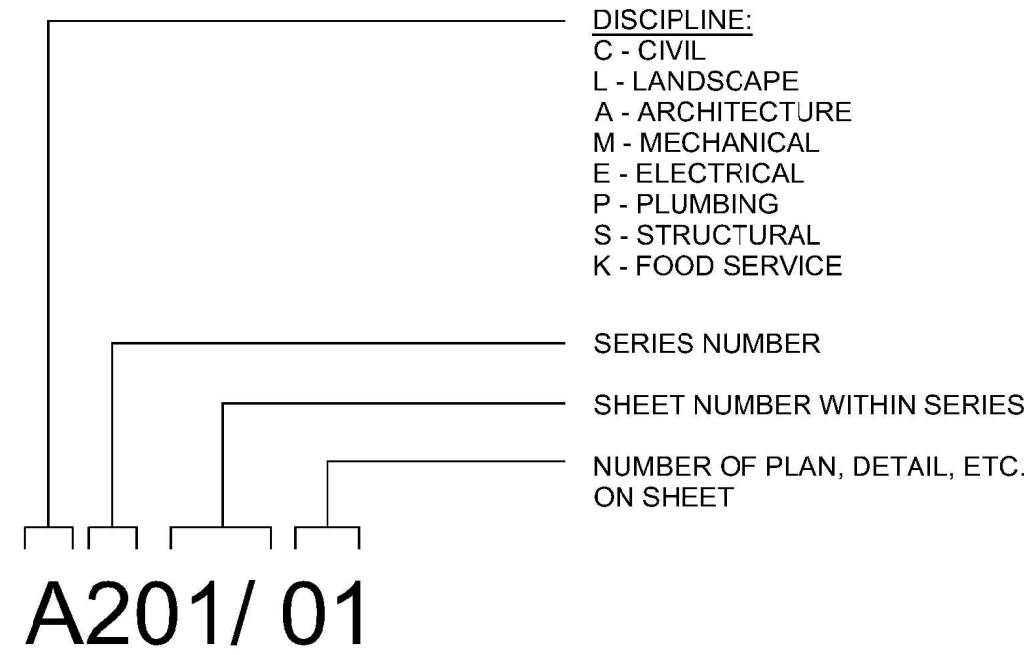 DISCIPLINE:
C - CIVIL
L - LANDSCAPE
A - ARCHITECTURE
M - MECHANICAL
E - ELECTRICAL
P - PLUMBING
S - STRUCTURAL
K - FOOD SERVICE
SERIES NUMBER
SHEET NUMBER WITHIN SERIES
NUMBER OF PLAN, DETAIL, ETC.
ON SHEET
A201/ 01